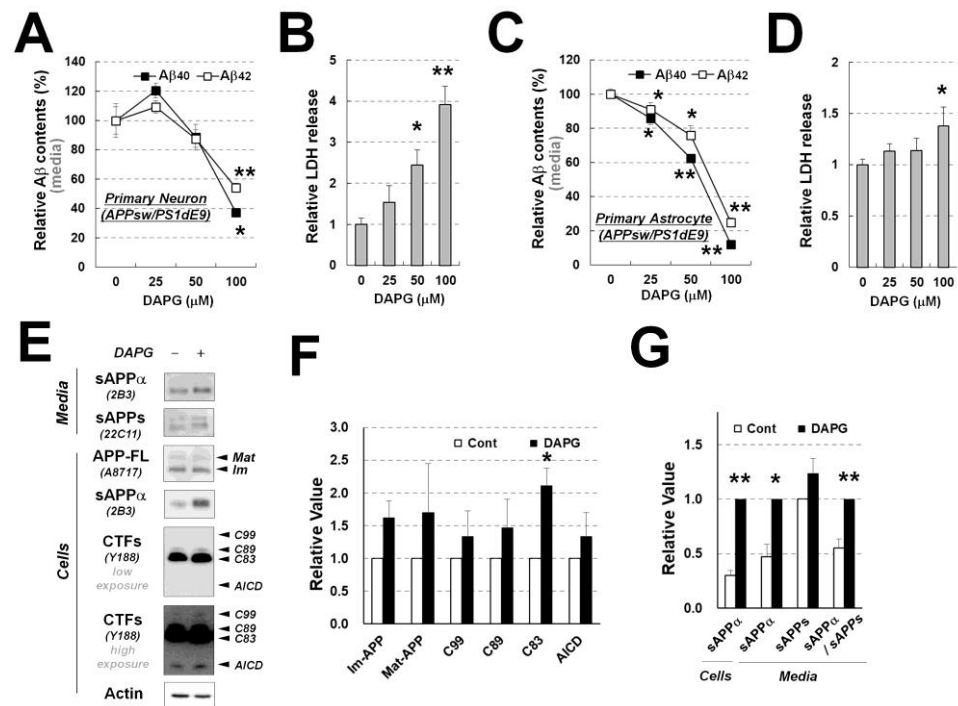 A
Relative Aβ contents (%)
(media)
140
120
100
80
60
40
20
0
Aβ40
Aβ42
**
*
Primary Neuron
(APPsw/PS1dE9)
0 25 50 100
DAPG (μM)
B
Relative LDH release
5
4
3
2
1
0
*
**
0 25 50 100
DAPG (μM)
C
Relative Aβ contents (%)
(media)
120
100
80
60
40
20
0
Aβ40
Aβ42
*
*
*
**
**
**
Primary Astrocyte
(APPsw/PS1dE9)
0 25 50 100
DAPG (μM)
D
Relative LDH release
2
1.5
1
0.5
0
*
0 25 50 100
DAPG (μM)
E
DAPG – +
Media
sAPPα
(2B3)
sAPPs
(22C11)
Cells
APP-FL
(A8717)
Mat
Im
sAPPα
(2B3)
CTFs
(Y188)
low
exposure
C99
C89
C83
AICD
CTFs
(Y188)
high
exposure
C99
C89
C83
AICD
Actin
F
Cont DAPG
Relative Value
3.0
2.5
2.0
1.5
1.0
0.5
0.0
*
Im-APP
Mat-APP
C99
C89
C83
AICD
G
Cont DAPG
Relative Value
1.5
1.0
0.5
0.0
** * **
sAPPα
sAPPα
sAPPs
sAPPα
/ sAPPs
Cells Media